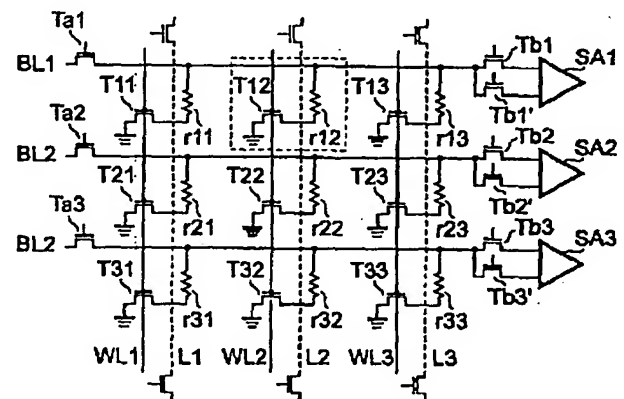 Ta1
Tb1
SA1
BL1
T11
T12
T13
Tb1'
Ta2
r11
r12
r13
Tb2
SA2
BL2
T21
T22
T23
Tb2'
Ta3
r21
r22
r23
Tb3
SA3
BL2
T31
T32
T33
Tb3'
r31
r32
r33
WL1
L1
WL2
L2
WL3
L3